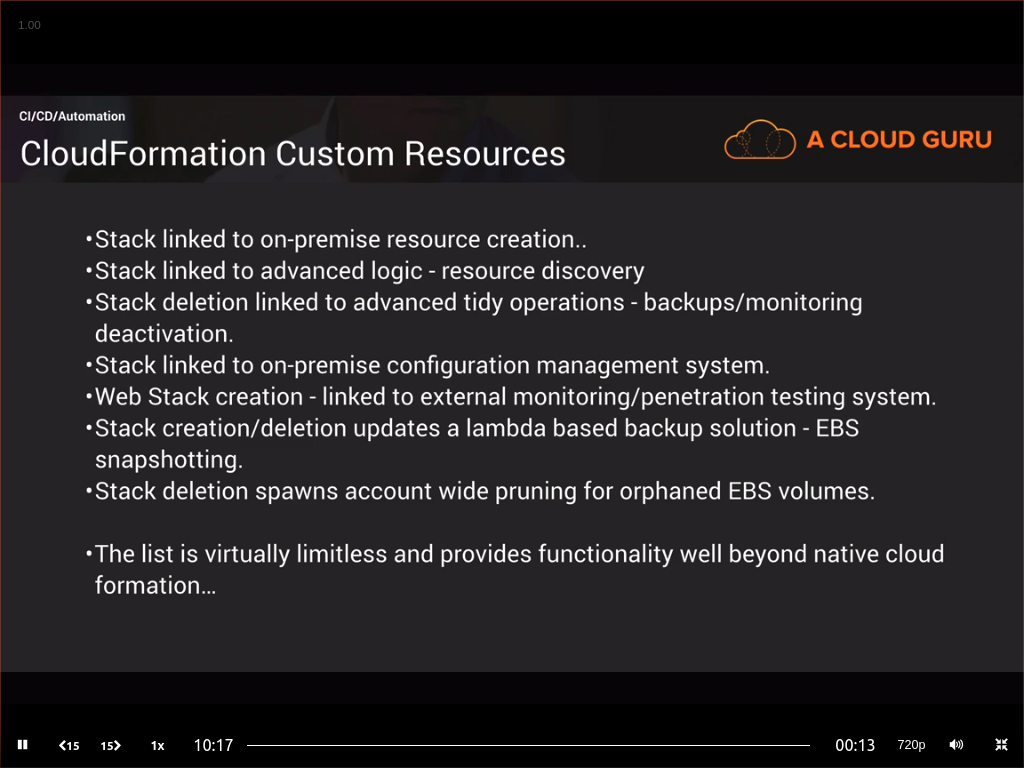 1.00
CI/CD/Automation
CloudFormation Custom Resources
A CLOUD GURU
•Stack linked to on-premise resource creation..
•Stack linked to advanced logic - resource discovery
•Stack deletion linked to advanced tidy operations - backups/monitoring
deactivation.
•Stack linked to on-premise configuration management system.
•Web Stack creation - linked to external monitoring/penetration testing system.
•Stack creation/deletion updates a lambda based backup solution - EBS
snapshotting.
•Stack deletion spawns account wide pruning for orphaned EBS volumes.
•The list is virtually limitless and provides functionality well beyond native cloud
formation…
15 15 1x 10:17 00:13 720p